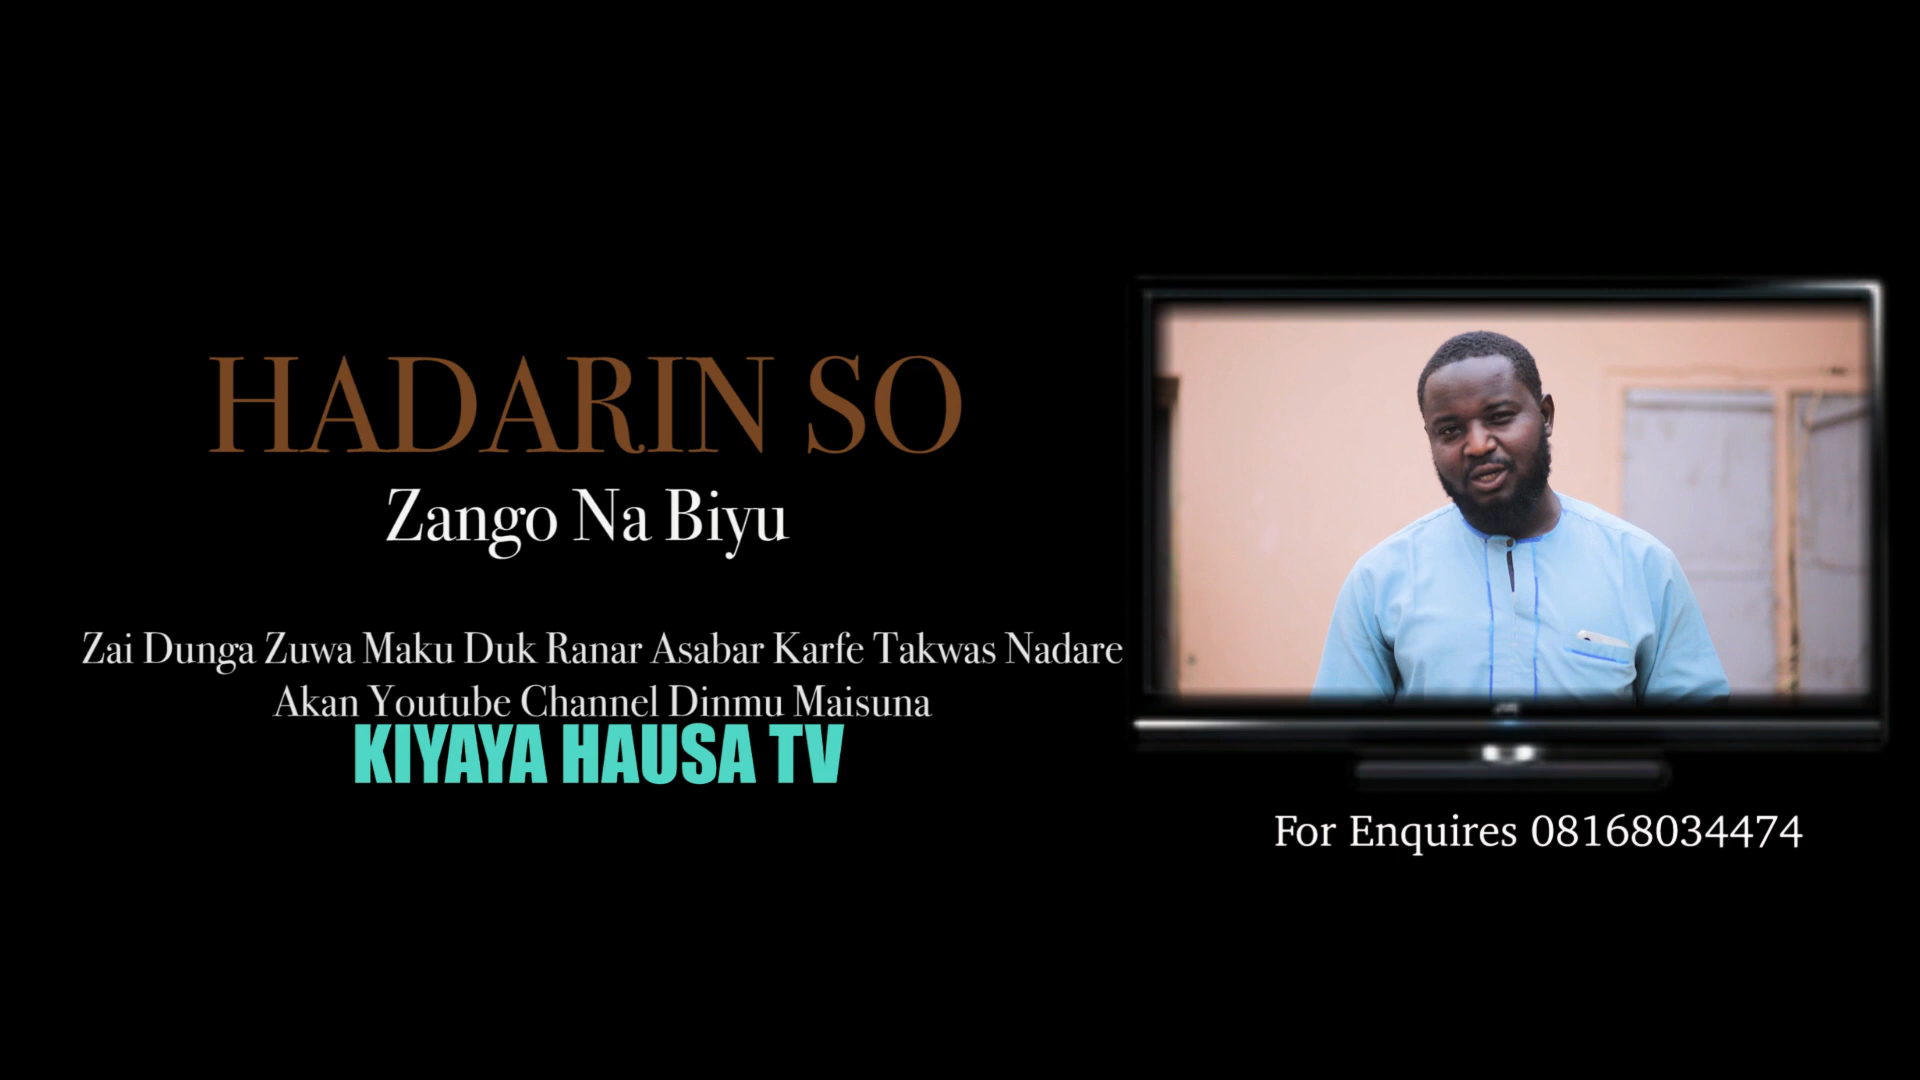 HADARIN SO
Zango Na Biyu
Zai Dunga Zuwa Maku Duk Ranar Asabar Karfe Takwas Nadare
Akan Youtube Channel Dinmu Maisuna
KIYAYA HAUSA TV
For Enquires 08168034474